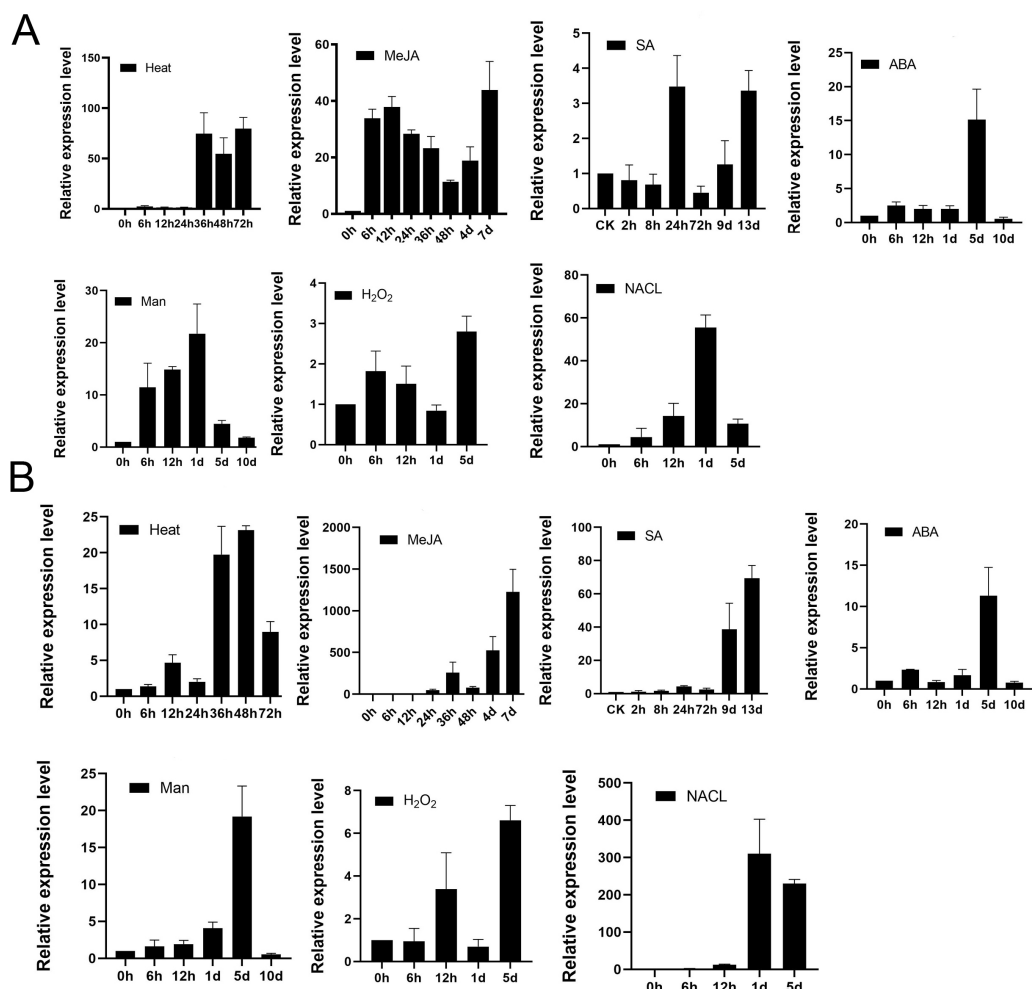 A
Relative expression level
Heat
150
100
50
0
0h 6h 12h 24h 36h 48h 72h
Relative expression level
MeJA
60
40
20
0
0h 6h 12h 24h 36h 48h 4d 7d
Relative expression level
SA
5
4
3
2
1
0
CK 2h 8h 24h 72h 9d 13d
Relative expression level
ABA
25
20
15
10
5
0
0h 6h 12h 1d 5d 10d
Relative expression level
Man
30
20
10
0
0h 6h 12h 1d 5d 10d
Relative expression level
H₂O₂
4
3
2
1
0
0h 6h 12h 1d 5d
Relative expression level
NACL
80
60
40
20
0
0h 6h 12h 1d 5d
B
Relative expression level
Heat
25
20
15
10
5
0
0h 6h 12h 24h 36h 48h 72h
Relative expression level
MeJA
2000
1500
1000
500
0
0h 6h 12h 24h 36h 48h 4d 7d
Relative expression level
SA
100
80
60
40
20
0
CK 2h 8h 24h 72h 9d 13d
Relative expression level
ABA
20
15
10
5
0
0h 6h 12h 1d 5d 10d
Relative expression level
Man
25
20
15
10
5
0
0h 6h 12h 1d 5d 10d
Relative expression level
H₂O₂
8
6
4
2
0
0h 6h 12h 1d 5d
Relative expression level
NACL
500
400
300
200
100
0
0h 6h 12h 1d 5d